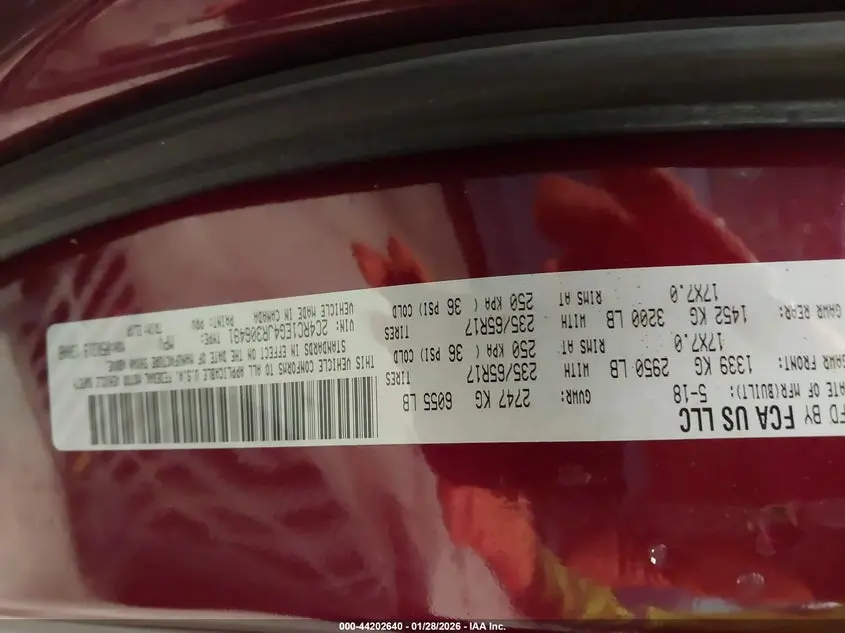 FD BY FCA US LLC
ATE OF MFR(BUILT): 5-18 GVWR: 2747 KG 6055 LB
GAWR FRONT: 1339 KG 2950 LB WITH TIRES 235/65R17
17X7.0 RIMS AT 250 KPA ( 36 PSI) COLD
GAWR REAR: 1452 KG 3200 LB WITH TIRES 235/65R17
17X7.0 RIMS AT 250 KPA ( 36 PSI) COLD
THIS VEHICLE CONFORMS TO ALL APPLICABLE U.S.A. FEDERAL MOTOR VEHICLE SAFETY
STANDARDS IN EFFECT ON THE DATE OF MANUFACTURE SHOWN ABOVE.
VIN: 2C4RC1EG4JR306491 TYPE: MPV
VEHICLE MADE IN CANADA PAINT: PRV TRIM:
000-44202640 - 01/28/2026 - IAA Inc.